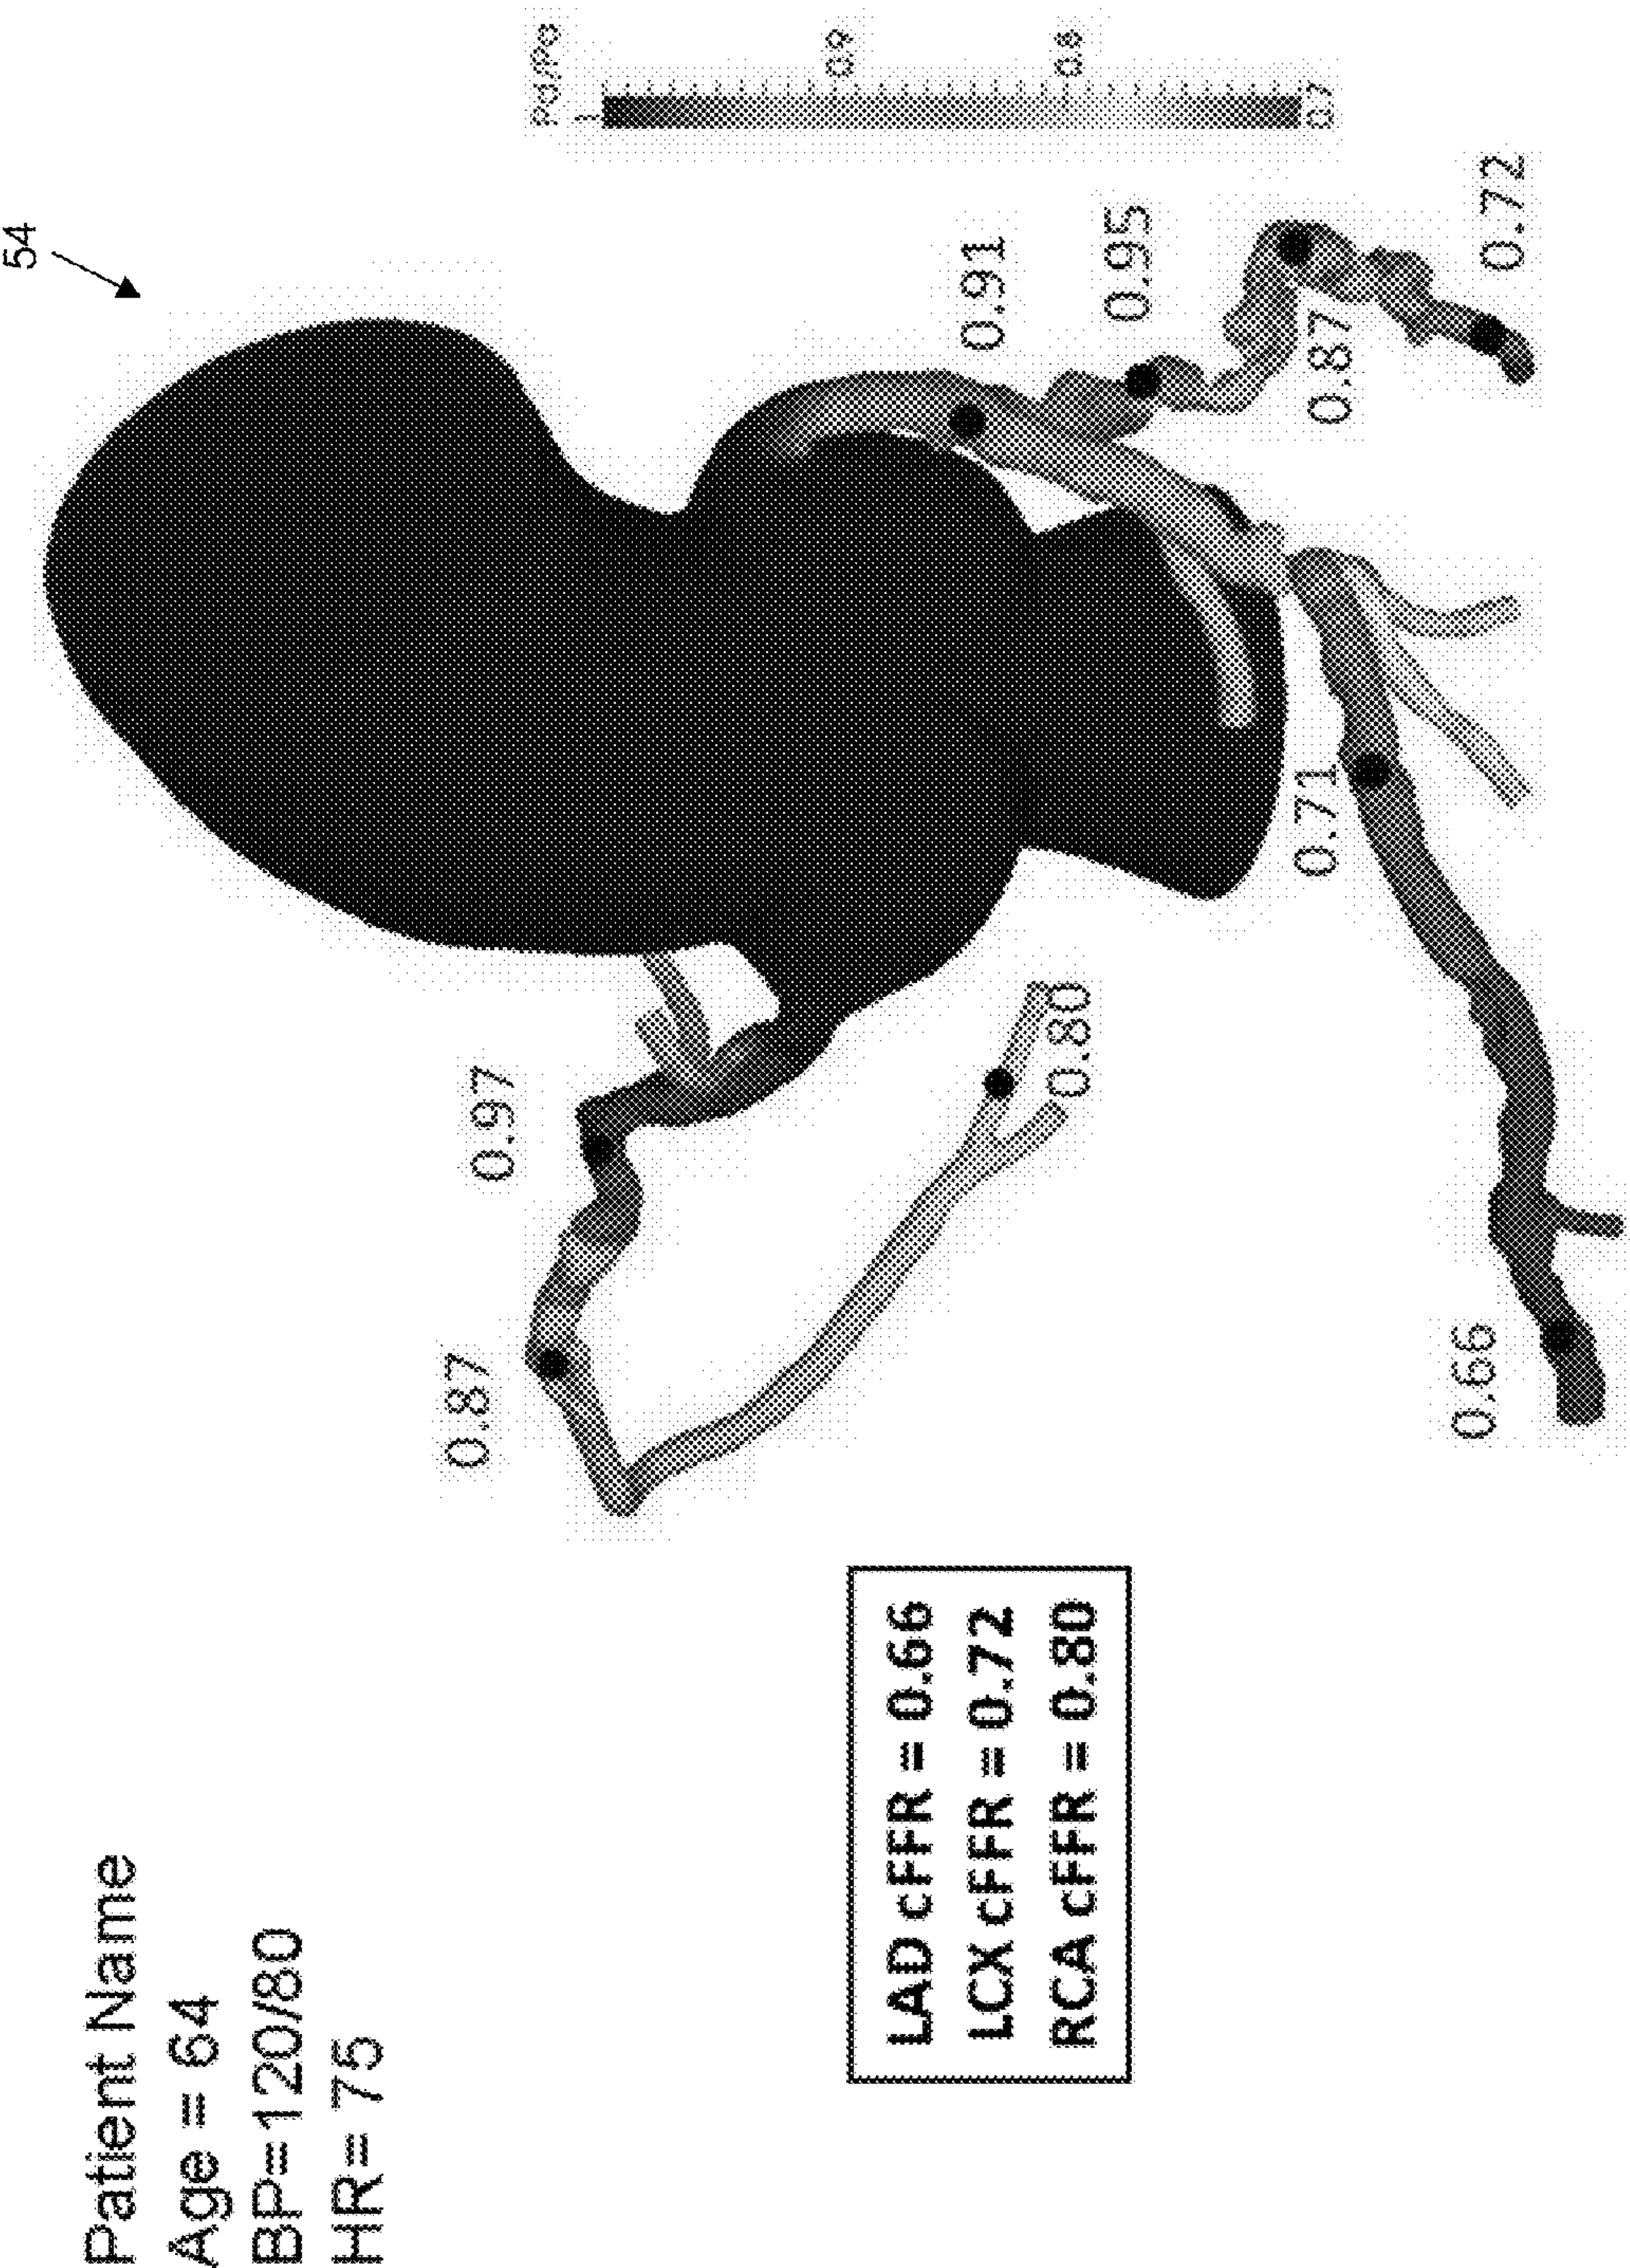 Patient Name
Age = 64
BP=120/80
HR= 75
54
0.97
0.87
0.80
0.91
0.95
0.87
0.72
0.71
0.66
Pd/Pa
1
0.9
0.8
0.7
LAD cFFR = 0.66
LCX cFFR = 0.72
RCA cFFR = 0.80